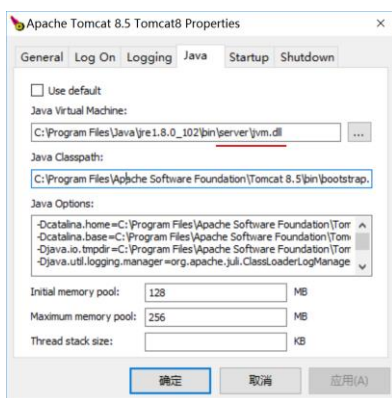 Apache Tomcat 8.5 Tomcat8 Properties
General Log On Logging Java Startup Shutdown
Use default
Java Virtual Machine:
C:\Program Files\Java\jre1.8.0_102\bin\server\jvm.dll
...
Java Classpath:
C:\Program Files\Apache Software Foundation\Tomcat 8.5\bin\bootstrap.
Java Options:
-Dcatalina.home=C:\Program Files\Apache Software Foundation\Tom
-Dcatalina.base=C:\Program Files\Apache Software Foundation\Tom
-Djava.io.tmpdir=C:\Program Files\Apache Software Foundation\Tom
-Djava.util.logging.manager=org.apache.juli.ClassLoaderLogManage
Initial memory pool: 128 MB
Maximum memory pool: 256 MB
Thread stack size: KB
确定 取消 应用(A)